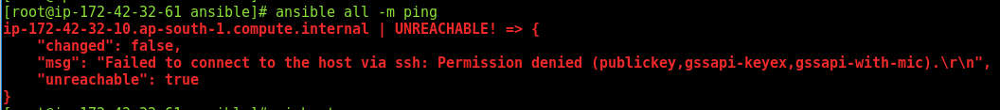 [root@ip-172-42-32-61 ansible]# ansible all -m ping
ip-172-42-32-10.ap-south-1.compute.internal | UNREACHABLE! => {
    "changed": false,
    "msg": "Failed to connect to the host via ssh: Permission denied (publickey,gssapi-keyex,gssapi-with-mic).\r\n",
    "unreachable": true
}